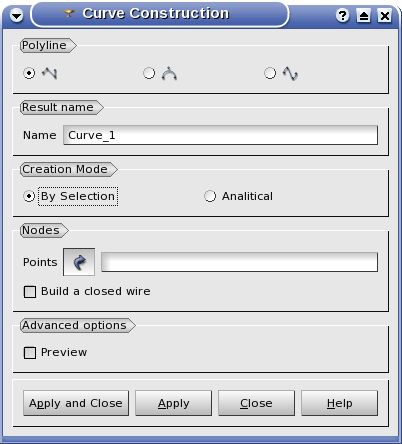 Curve Construction
Polyline
Result name
Name Curve_1
Creation Mode
By Selection Analitical
Nodes
Points
Build a closed wire
Advanced options
Preview
Apply and Close Apply Close Help